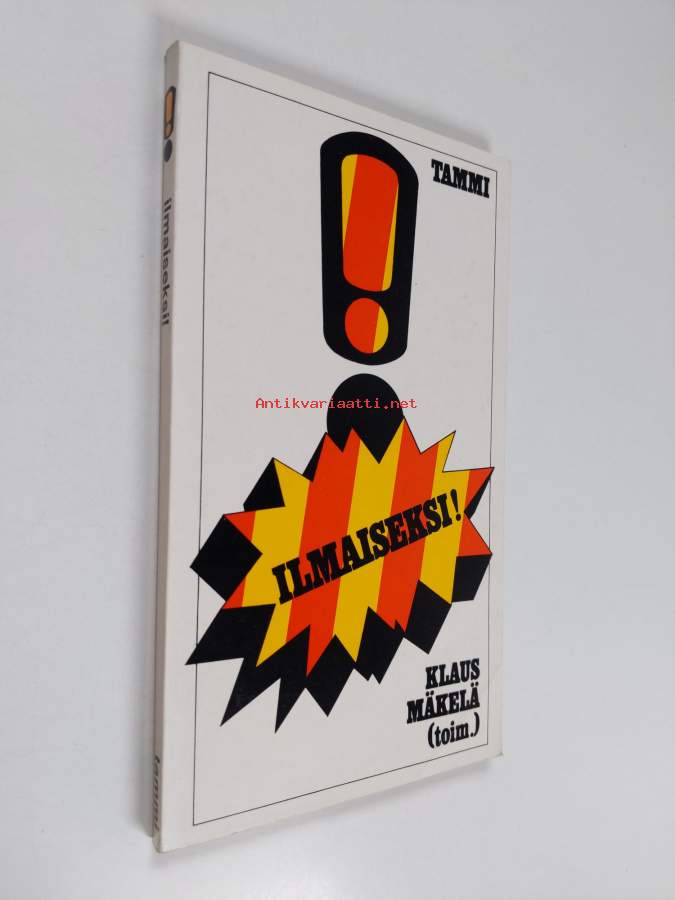 TAMMI
Antikvariaatti.net
ILMAISEKSI!
KLAUS
MÄKELÄ
(toim.)
ilmaiseksi!
tammi